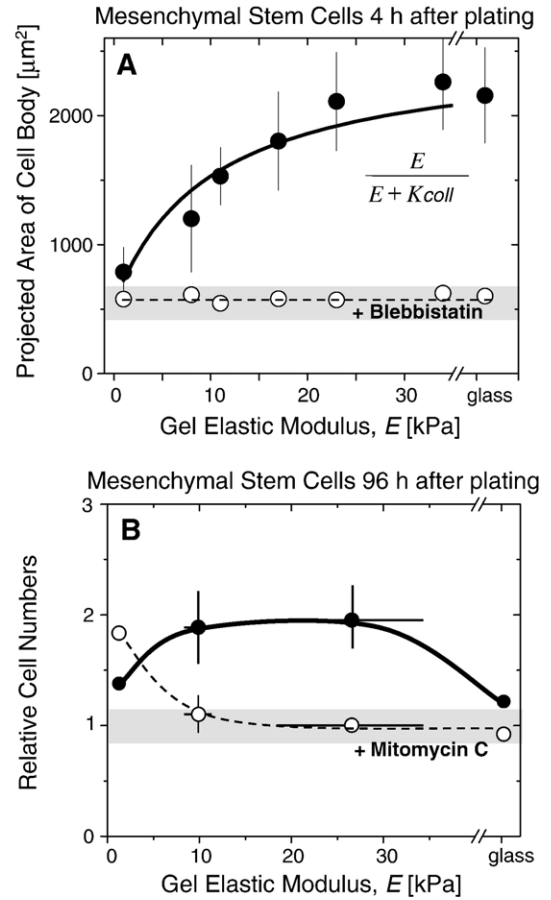 Mesenchymal Stem Cells 4 h after plating
A
Projected Area of Cell Body [μm²]
2000
1000
0
E
E + Kcoll
+ Blebbistatin
0 10 20 30 glass
Gel Elastic Modulus, E [kPa]
Mesenchymal Stem Cells 96 h after plating
B
Relative Cell Numbers
3
2
1
0
+ Mitomycin C
0 10 20 30 glass
Gel Elastic Modulus, E [kPa]